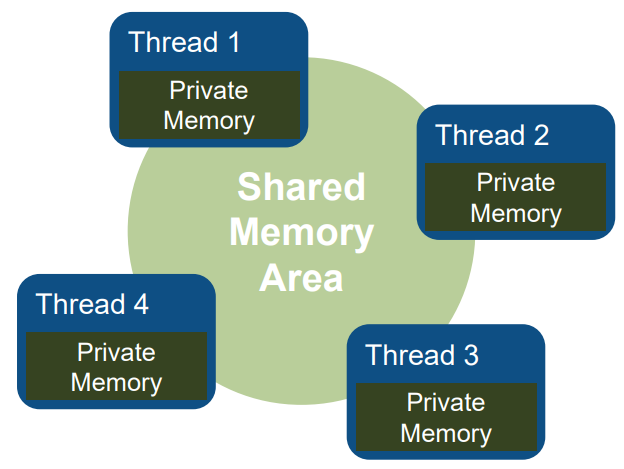 Thread 1
Private
Memory
Thread 2
Private
Memory
Shared
Memory
Area
Thread 4
Private
Memory
Thread 3
Private
Memory